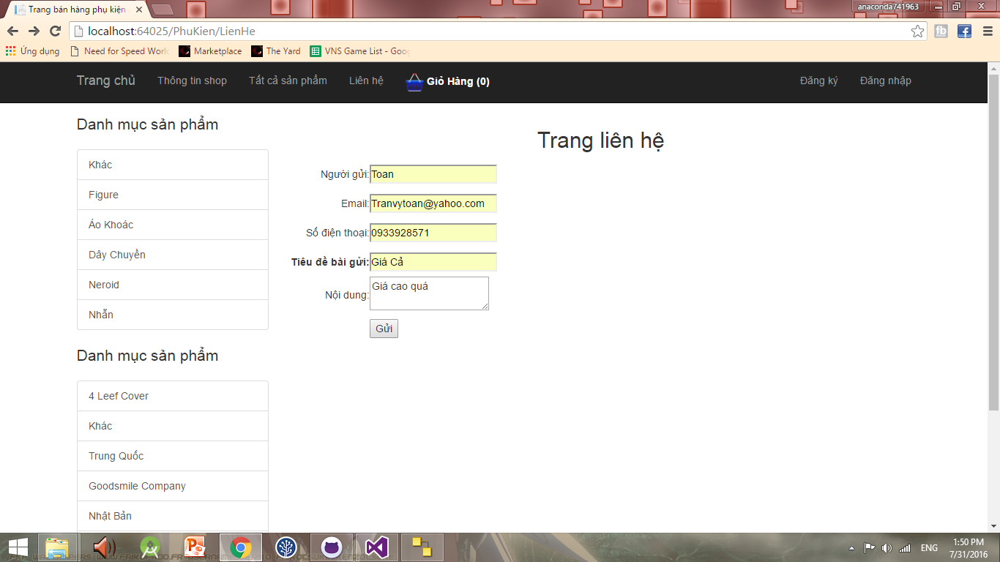 Trang bán hàng phụ kiện
anaconda741963
localhost:64025/PhuKien/LienHe
Ứng dụng
Need for Speed World
Marketplace
The Yard
VNS Game List - Goog
Trang chủ
Thông tin shop
Tất cả sản phẩm
Liên hệ
Giỏ Hàng (0)
Đăng ký
Đăng nhập
Danh mục sản phẩm
Khác
Figure
Áo Khoác
Dây Chuyền
Neroid
Nhẫn
Danh mục sản phẩm
4 Leef Cover
Khác
Trung Quốc
Goodsmile Company
Nhật Bản
Trang liên hệ
Người gửi: Toan
Email: Tranvytoan@yahoo.com
Số điện thoại: 0933928571
Tiêu đề bài gửi: Giá Cả
Nội dung: Giá cao quá
Gửi
ENG
1:50 PM
7/31/2016